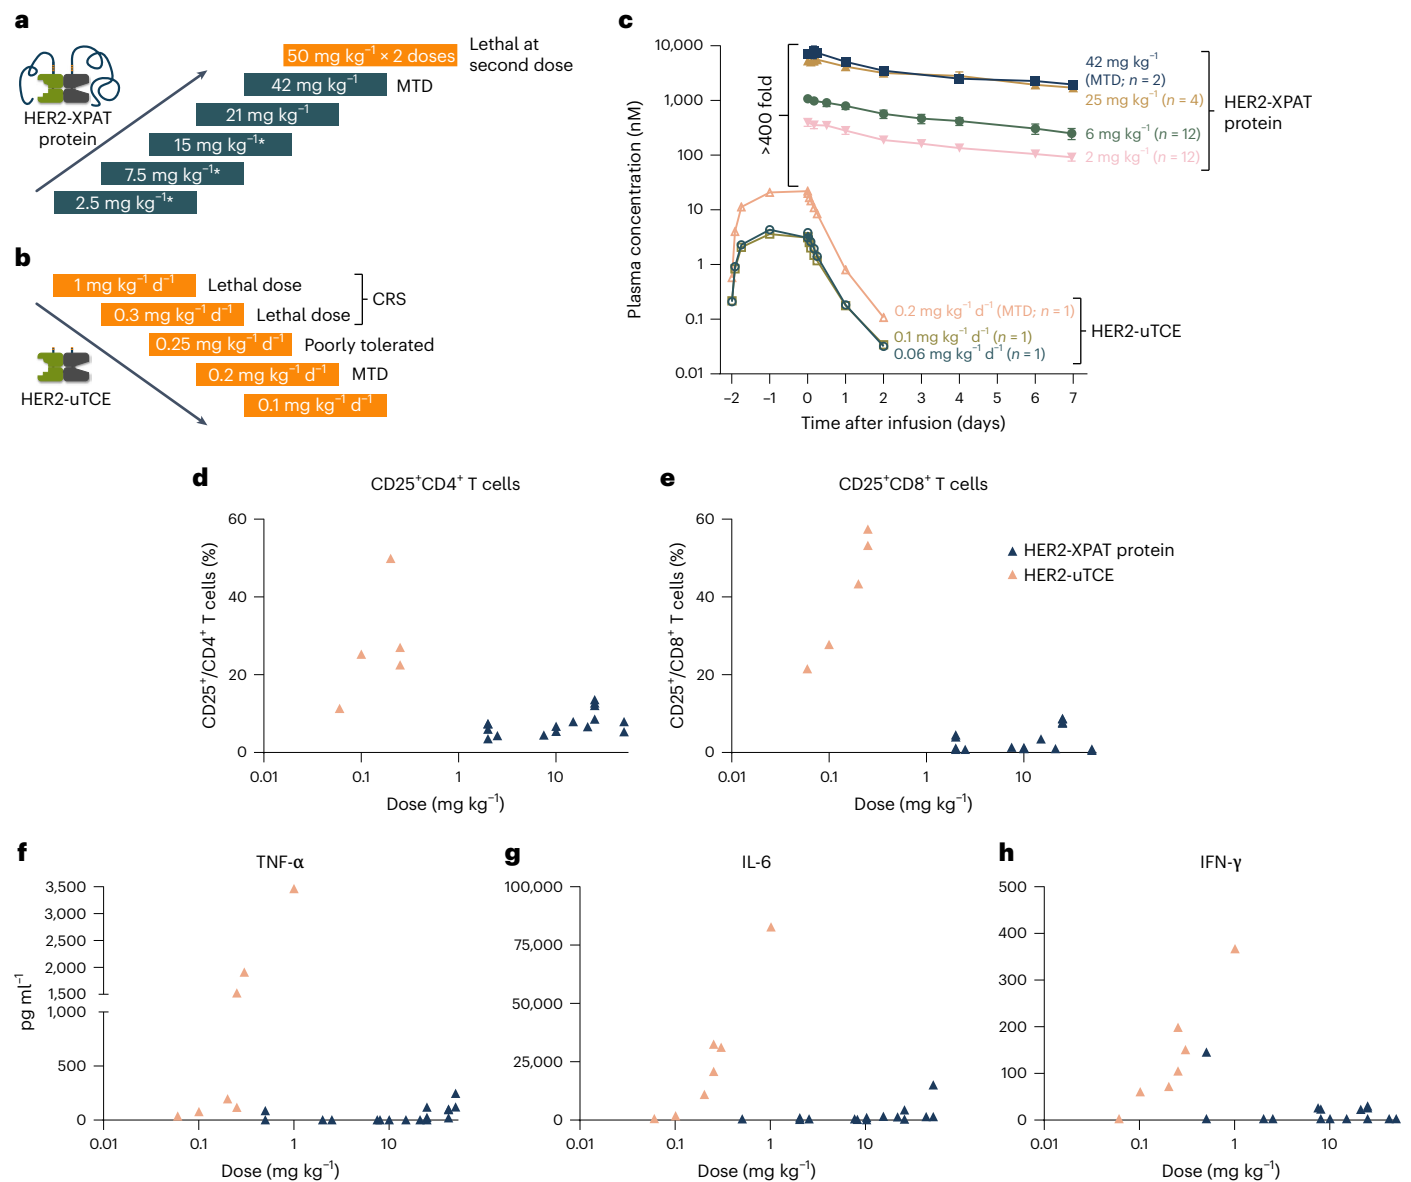 a
50 mg kg⁻¹ × 2 doses
Lethal at
second dose
42 mg kg⁻¹
MTD
21 mg kg⁻¹
15 mg kg⁻¹*
7.5 mg kg⁻¹*
2.5 mg kg⁻¹*
HER2-XPAT
protein
b
1 mg kg⁻¹ d⁻¹
Lethal dose
0.3 mg kg⁻¹ d⁻¹
Lethal dose
CRS
0.25 mg kg⁻¹ d⁻¹
Poorly tolerated
0.2 mg kg⁻¹ d⁻¹
MTD
0.1 mg kg⁻¹ d⁻¹
HER2-uTCE
c
Plasma concentration (nM)
10,000
1,000
100
10
1
0.1
0.01
>400 fold
42 mg kg⁻¹
(MTD; n = 2)
25 mg kg⁻¹ (n = 4)
6 mg kg⁻¹ (n = 12)
2 mg kg⁻¹ (n = 12)
HER2-XPAT
protein
0.2 mg kg⁻¹ d⁻¹ (MTD; n = 1)
0.1 mg kg⁻¹ d⁻¹ (n = 1)
0.06 mg kg⁻¹ d⁻¹ (n = 1)
HER2-uTCE
−2 −1 0 1 2 3 4 5 6 7
Time after infusion (days)
d
CD25⁺CD4⁺ T cells
CD25⁺/CD4⁺ T cells (%)
60
40
20
0
0.01 0.1 1 10
Dose (mg kg⁻¹)
e
CD25⁺CD8⁺ T cells
CD25⁺/CD8⁺ T cells (%)
60
40
20
0
0.01 0.1 1 10
Dose (mg kg⁻¹)
HER2-XPAT protein
HER2-uTCE
f
TNF-α
pg ml⁻¹
3,500
3,000
2,500
2,000
1,500
1,000
500
0
0.01 0.1 1 10
Dose (mg kg⁻¹)
g
IL-6
100,000
75,000
50,000
25,000
0
0.01 0.1 1 10
Dose (mg kg⁻¹)
h
IFN-γ
500
400
300
200
100
0
0.01 0.1 1 10
Dose (mg kg⁻¹)